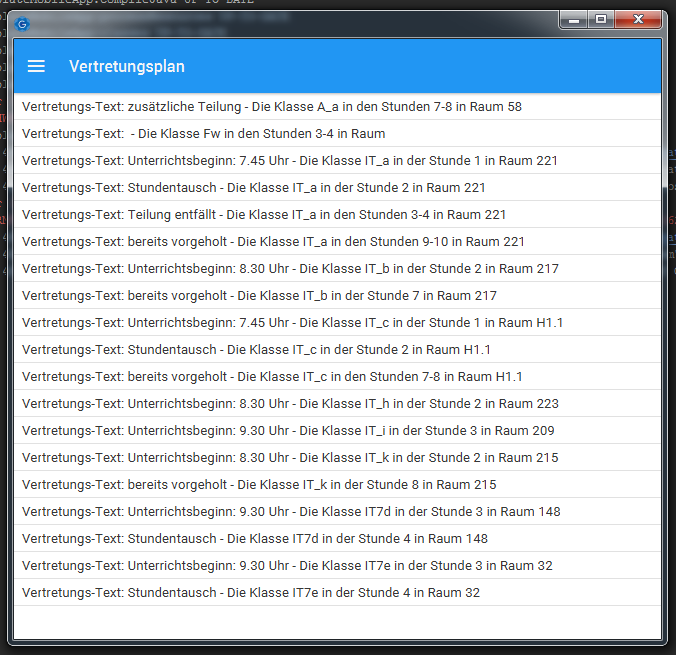 Vertretungsplan
Vertretungs-Text: zusätzliche Teilung - Die Klasse A_a in den Stunden 7-8 in Raum 58
Vertretungs-Text:  - Die Klasse Fw in den Stunden 3-4 in Raum
Vertretungs-Text: Unterrichtsbeginn: 7.45 Uhr - Die Klasse IT_a in der Stunde 1 in Raum 221
Vertretungs-Text: Stundentausch - Die Klasse IT_a in der Stunde 2 in Raum 221
Vertretungs-Text: Teilung entfällt - Die Klasse IT_a in den Stunden 3-4 in Raum 221
Vertretungs-Text: bereits vorgeholt - Die Klasse IT_a in den Stunden 9-10 in Raum 221
Vertretungs-Text: Unterrichtsbeginn: 8.30 Uhr - Die Klasse IT_b in der Stunde 2 in Raum 217
Vertretungs-Text: bereits vorgeholt - Die Klasse IT_b in der Stunde 7 in Raum 217
Vertretungs-Text: Unterrichtsbeginn: 7.45 Uhr - Die Klasse IT_c in der Stunde 1 in Raum H1.1
Vertretungs-Text: Stundentausch - Die Klasse IT_c in der Stunde 2 in Raum H1.1
Vertretungs-Text: bereits vorgeholt - Die Klasse IT_c in den Stunden 7-8 in Raum H1.1
Vertretungs-Text: Unterrichtsbeginn: 8.30 Uhr - Die Klasse IT_h in der Stunde 2 in Raum 223
Vertretungs-Text: Unterrichtsbeginn: 9.30 Uhr - Die Klasse IT_i in der Stunde 3 in Raum 209
Vertretungs-Text: Unterrichtsbeginn: 8.30 Uhr - Die Klasse IT_k in der Stunde 2 in Raum 215
Vertretungs-Text: bereits vorgeholt - Die Klasse IT_k in der Stunde 8 in Raum 215
Vertretungs-Text: Unterrichtsbeginn: 9.30 Uhr - Die Klasse IT7d in der Stunde 3 in Raum 148
Vertretungs-Text: Stundentausch - Die Klasse IT7d in der Stunde 4 in Raum 148
Vertretungs-Text: Unterrichtsbeginn: 9.30 Uhr - Die Klasse IT7e in der Stunde 3 in Raum 32
Vertretungs-Text: Stundentausch - Die Klasse IT7e in der Stunde 4 in Raum 32